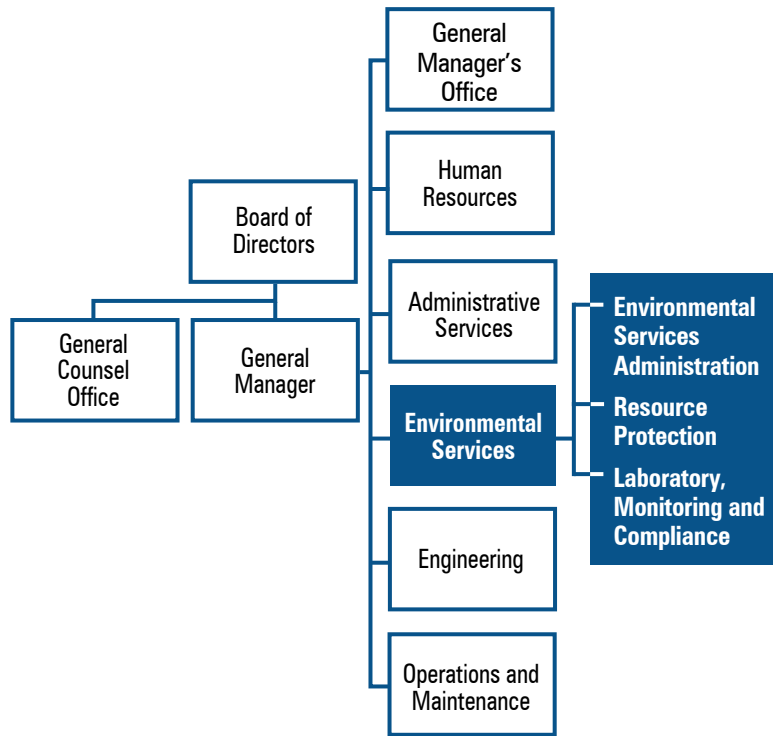 General
Manager’s
Office
Human
Resources
Board of
Directors
Administrative
Services
General
Counsel
Office
General
Manager
Environmental
Services
Environmental
Services
Administration
Resource
Protection
Laboratory,
Monitoring and
Compliance
Engineering
Operations and
Maintenance